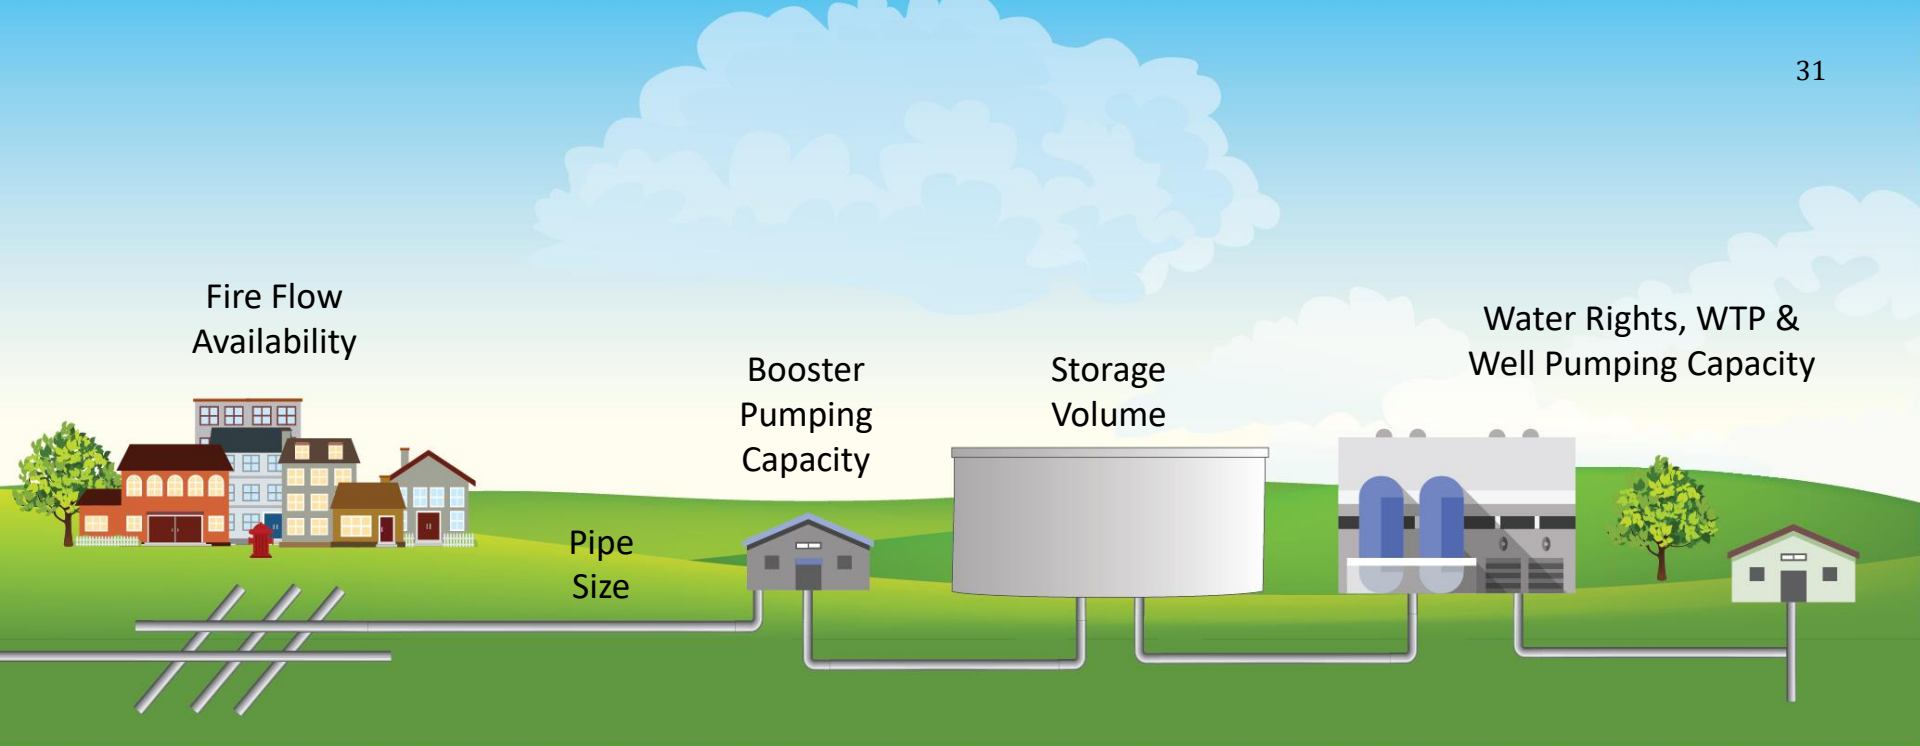 31
Fire Flow
Availability
Pipe
Size
Booster
Pumping
Capacity
Storage
Volume
Water Rights, WTP &
Well Pumping Capacity